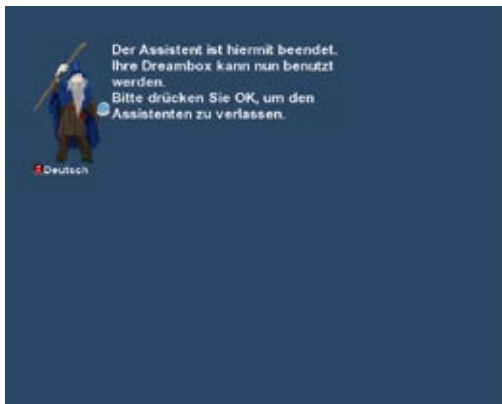 Der Assistent ist hiermit beendet.
Ihre Dreambox kann nun benutzt
werden.
Bitte drücken Sie OK, um den
Assistenten zu verlassen.
Deutsch